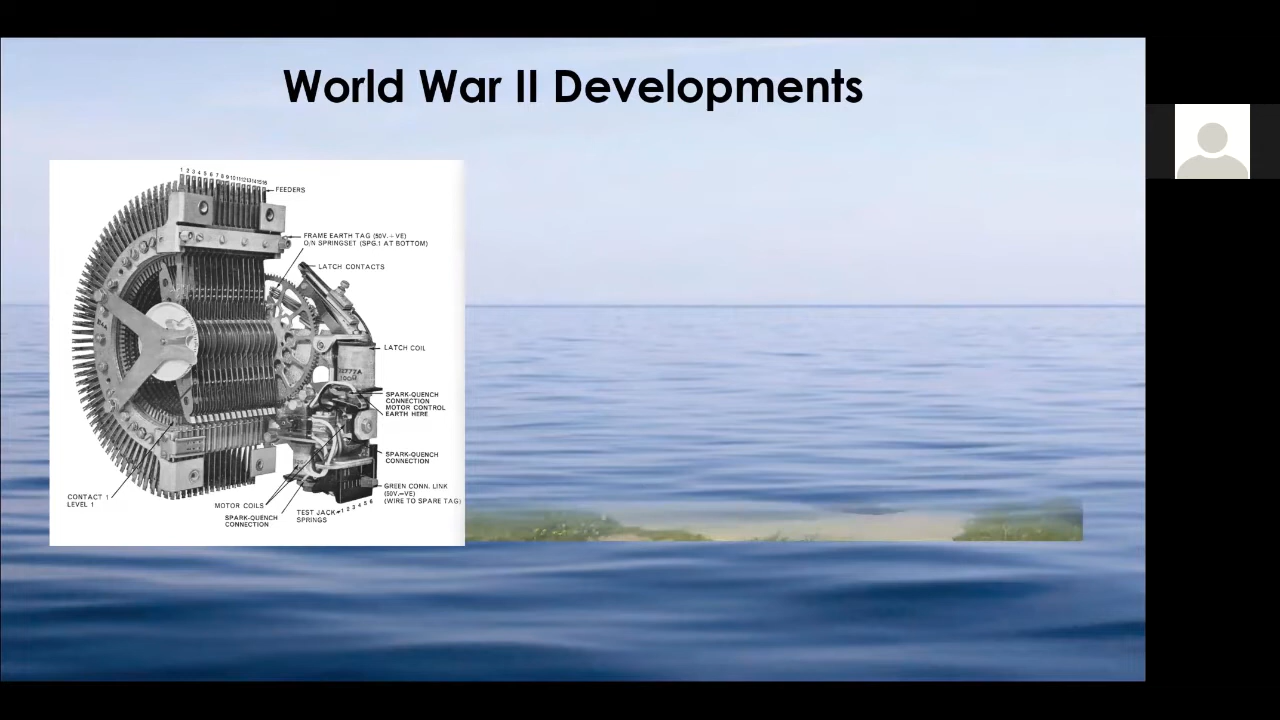 World War II Developments
1 2 3 4 5 6 7 8 9 10 11 12 13 14 15 16
FEEDERS
FRAME EARTH TAG (50V.+VE)
O/N SPRINGSET (SPG.1 AT BOTTOM)
LATCH CONTACTS
LATCH COIL
SPARK-QUENCH
CONNECTION
MOTOR CONTROL
EARTH HERE
SPARK-QUENCH
CONNECTION
GREEN CONN. LINK
(50V.-VE)
(WIRE TO SPARE TAG)
CONTACT 1
LEVEL 1
MOTOR COILS
SPARK-QUENCH
CONNECTION
TEST JACK
SPRINGS
1 2 3 4 5 6